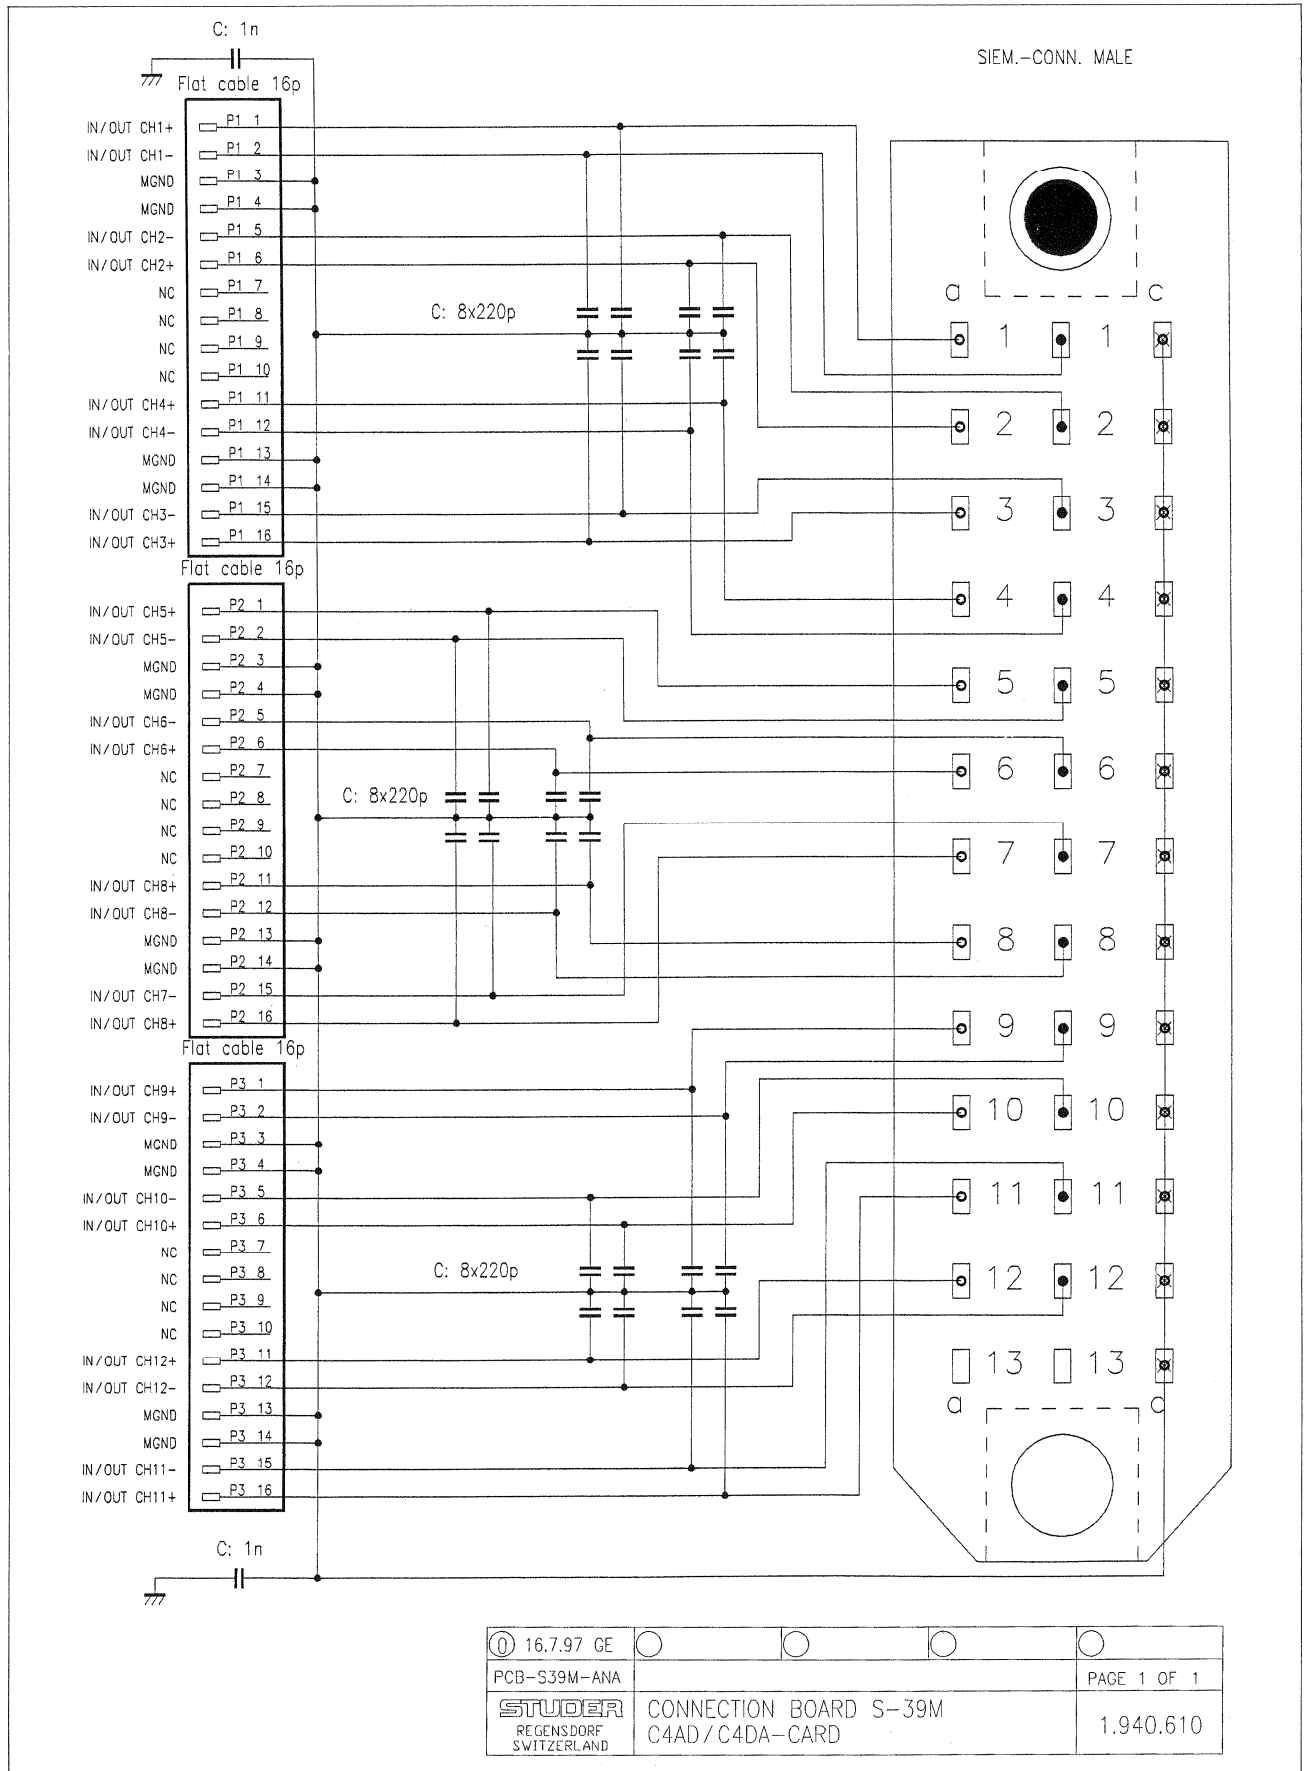 C: 1n
SIEM.-CONN. MALE
Flat cable 16p
IN/OUT CH1+ P1 1
IN/OUT CH1- P1 2
MGND P1 3
MGND P1 4
IN/OUT CH2- P1 5
IN/OUT CH2+ P1 6
NC P1 7
NC P1 8
NC P1 9
NC P1 10
IN/OUT CH4+ P1 11
IN/OUT CH4- P1 12
MGND P1 13
MGND P1 14
IN/OUT CH3- P1 15
IN/OUT CH3+ P1 16
C: 8x220p
Flat cable 16p
IN/OUT CH5+ P2 1
IN/OUT CH5- P2 2
MGND P2 3
MGND P2 4
IN/OUT CH6- P2 5
IN/OUT CH6+ P2 6
NC P2 7
NC P2 8
NC P2 9
NC P2 10
IN/OUT CH8+ P2 11
IN/OUT CH8- P2 12
MGND P2 13
MGND P2 14
IN/OUT CH7- P2 15
IN/OUT CH8+ P2 16
C: 8x220p
Flat cable 16p
IN/OUT CH9+ P3 1
IN/OUT CH9- P3 2
MGND P3 3
MGND P3 4
IN/OUT CH10- P3 5
IN/OUT CH10+ P3 6
NC P3 7
NC P3 8
NC P3 9
NC P3 10
IN/OUT CH12+ P3 11
IN/OUT CH12- P3 12
MGND P3 13
MGND P3 14
IN/OUT CH11- P3 15
IN/OUT CH11+ P3 16
C: 8x220p
C: 1n
a c
1 1
2 2
3 3
4 4
5 5
6 6
7 7
8 8
9 9
10 10
11 11
12 12
13 13
a c
0 16.7.97 GE
PCB-S39M-ANA PAGE 1 OF 1
STUDER
REGENSDORF
SWITZERLAND
CONNECTION BOARD S-39M
C4AD/C4DA-CARD
1.940.610